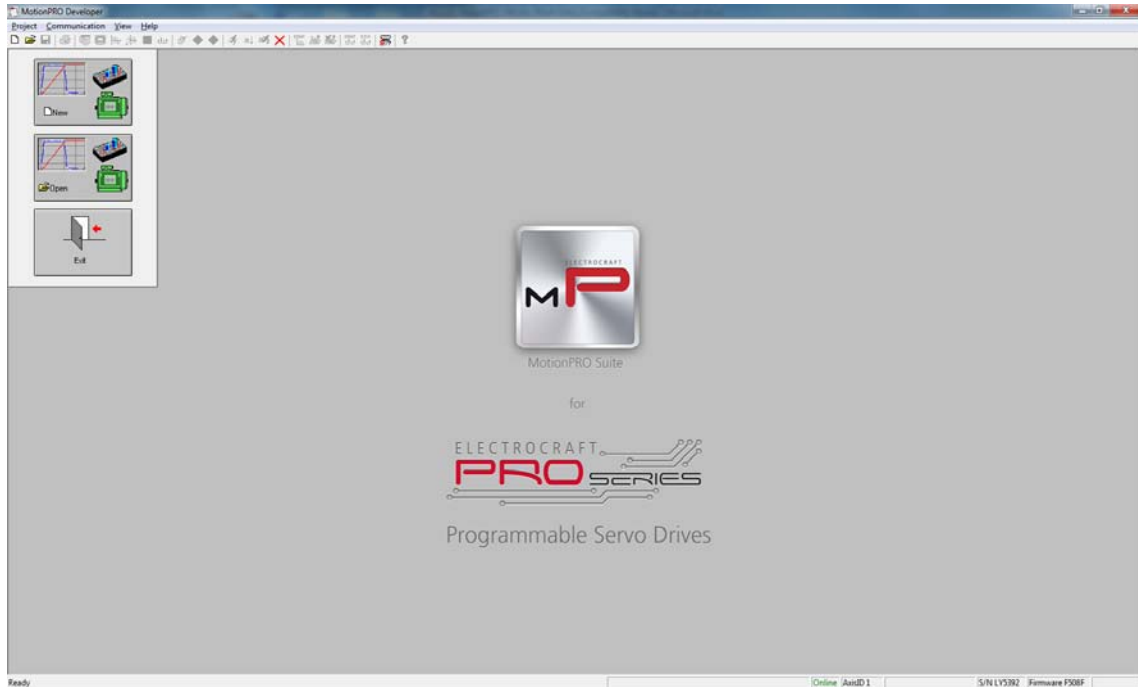 MotionPRO Developer
Project Communication View Help
New
Open
Exit
ELECTROCRAFT
MP
MotionPRO Suite
for
ELECTROCRAFT
PRO SERIES
Programmable Servo Drives
Ready
Online AxisID 1 S/N LY5392 Firmware F508F